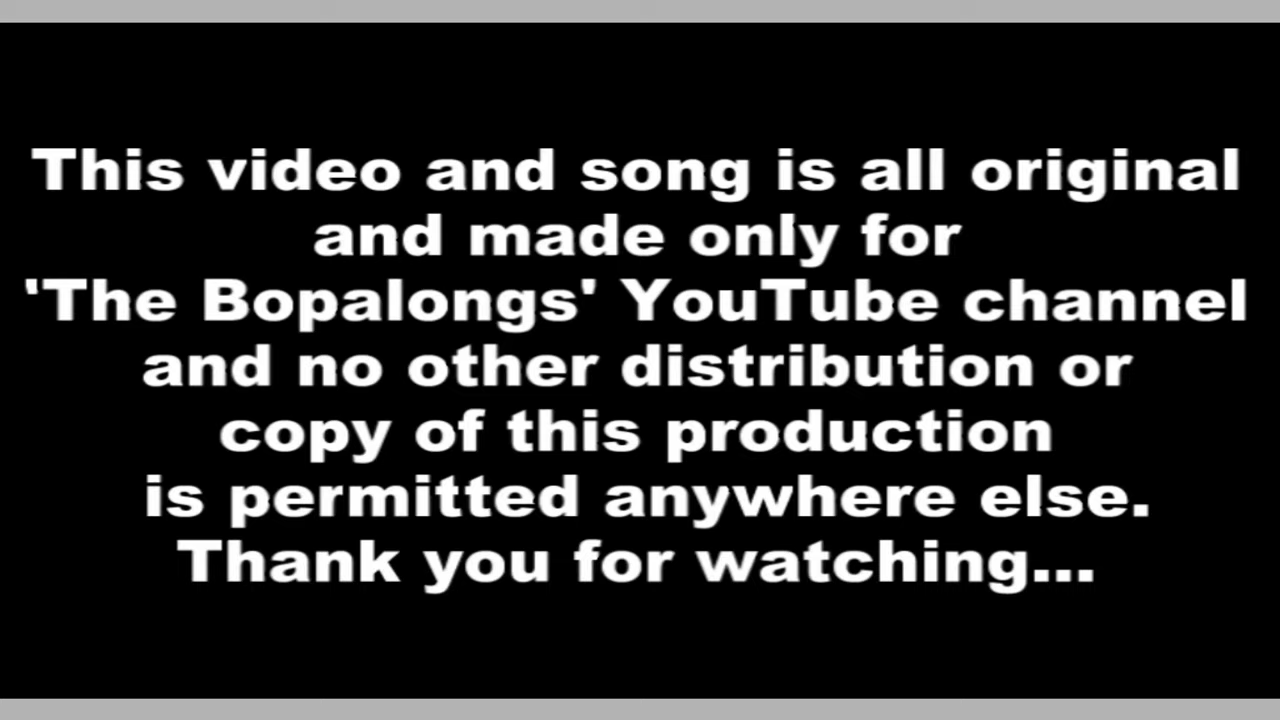 This video and song is all original
and made only for
'The Bopalongs' YouTube channel
and no other distribution or
copy of this production
is permitted anywhere else.
Thank you for watching...